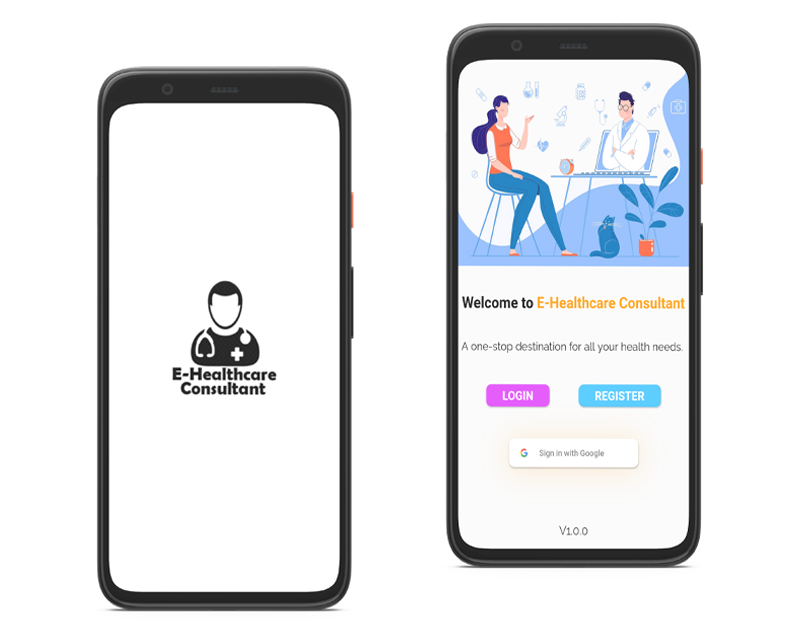 E-Healthcare
Consultant
Welcome to E-Healthcare Consultant
A one-stop destination for all your health needs.
LOGIN
REGISTER
Sign in with Google
V1.0.0